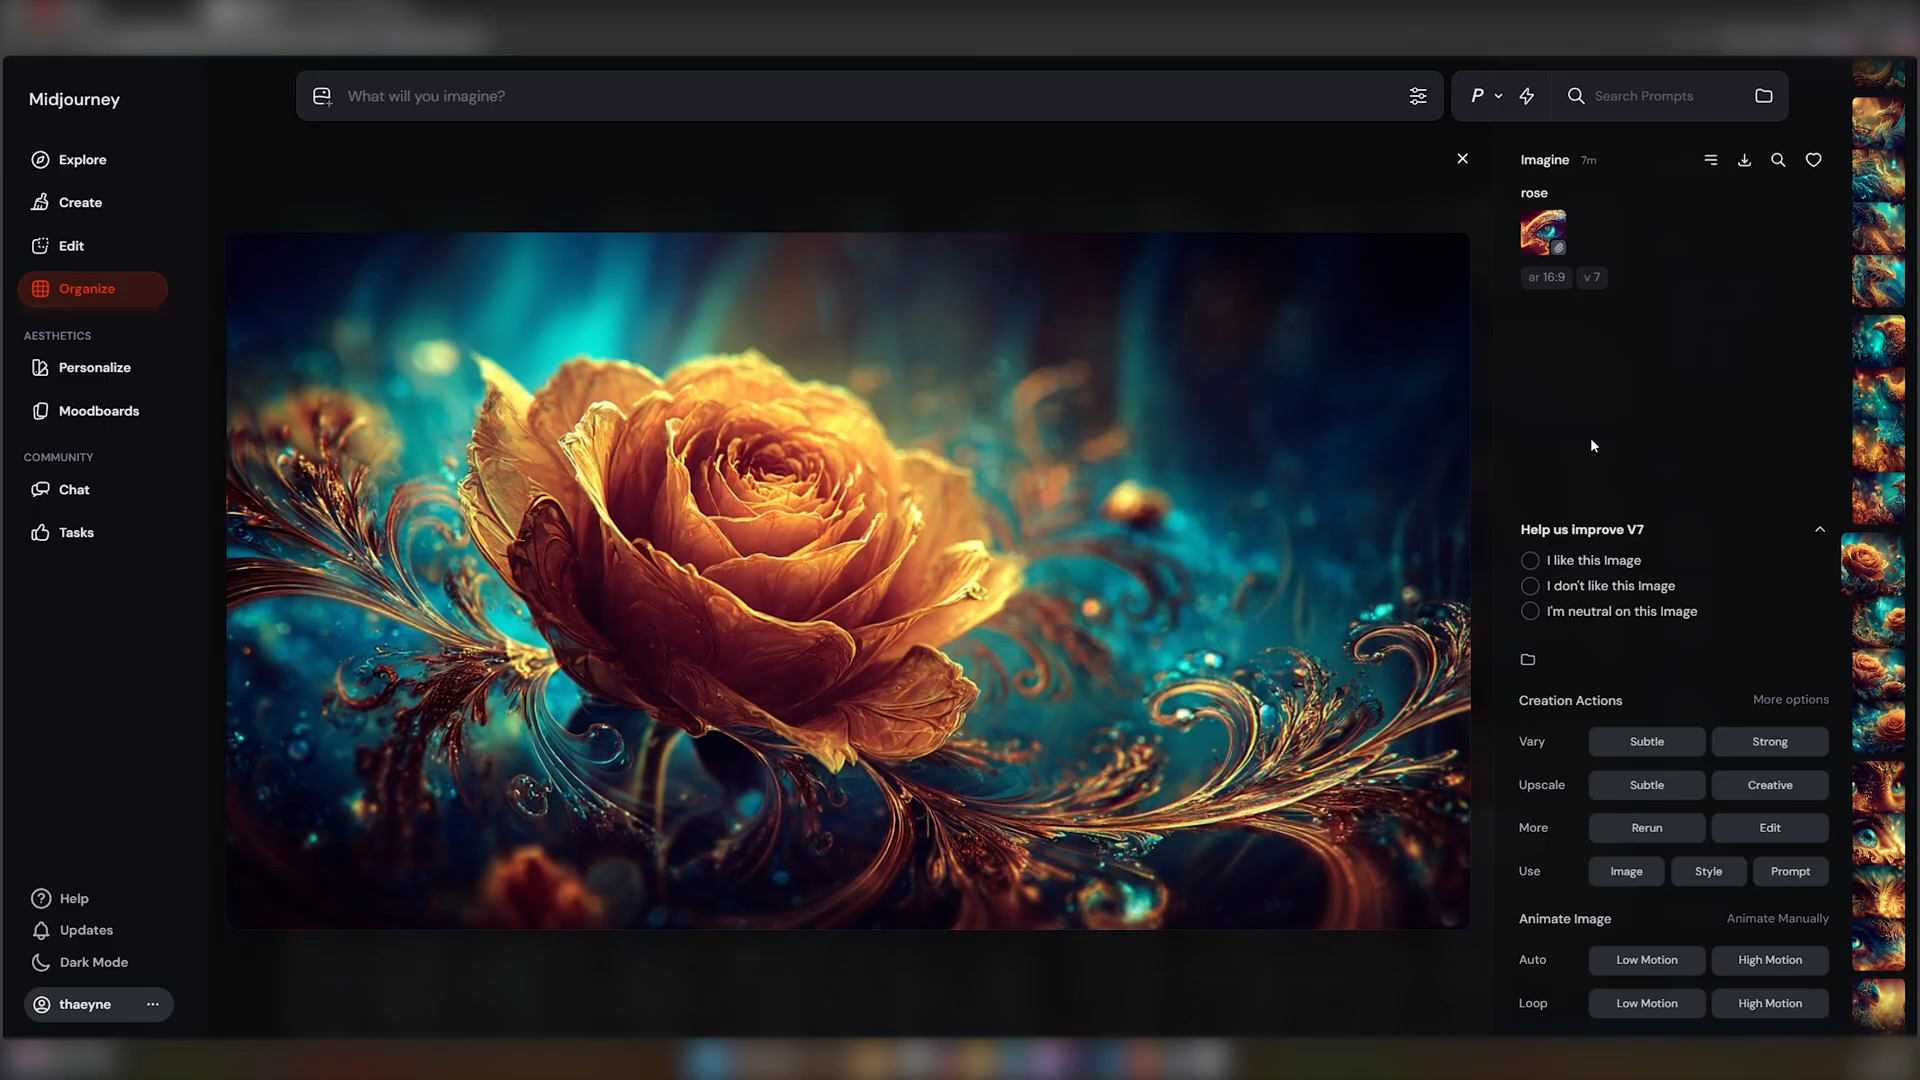 Midjourney
What will you imagine?
P
Search Prompts
Explore
Create
Edit
Organize
AESTHETICS
Personalize
Moodboards
COMMUNITY
Chat
Tasks
Help
Updates
Dark Mode
thaeyne
Imagine 7m
rose
ar 16:9 v 7
Help us improve V7
I like this Image
I don't like this Image
I'm neutral on this Image
Creation Actions More options
Vary Subtle Strong
Upscale Subtle Creative
More Rerun Edit
Use Image Style Prompt
Animate Image Animate Manually
Auto Low Motion High Motion
Loop Low Motion High Motion